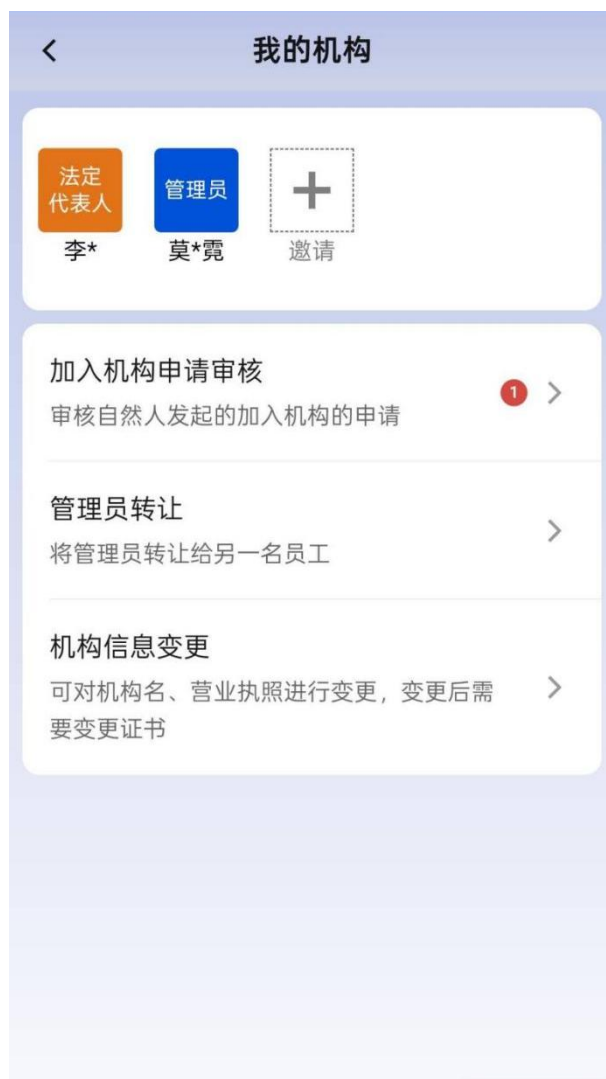 我的机构
法定
代表人
管理员
李*
莫*霓
邀请
加入机构申请审核
审核自然人发起的加入机构的申请
1
管理员转让
将管理员转让给另一名员工
机构信息变更
可对机构名、营业执照进行变更，变更后需
要变更证书